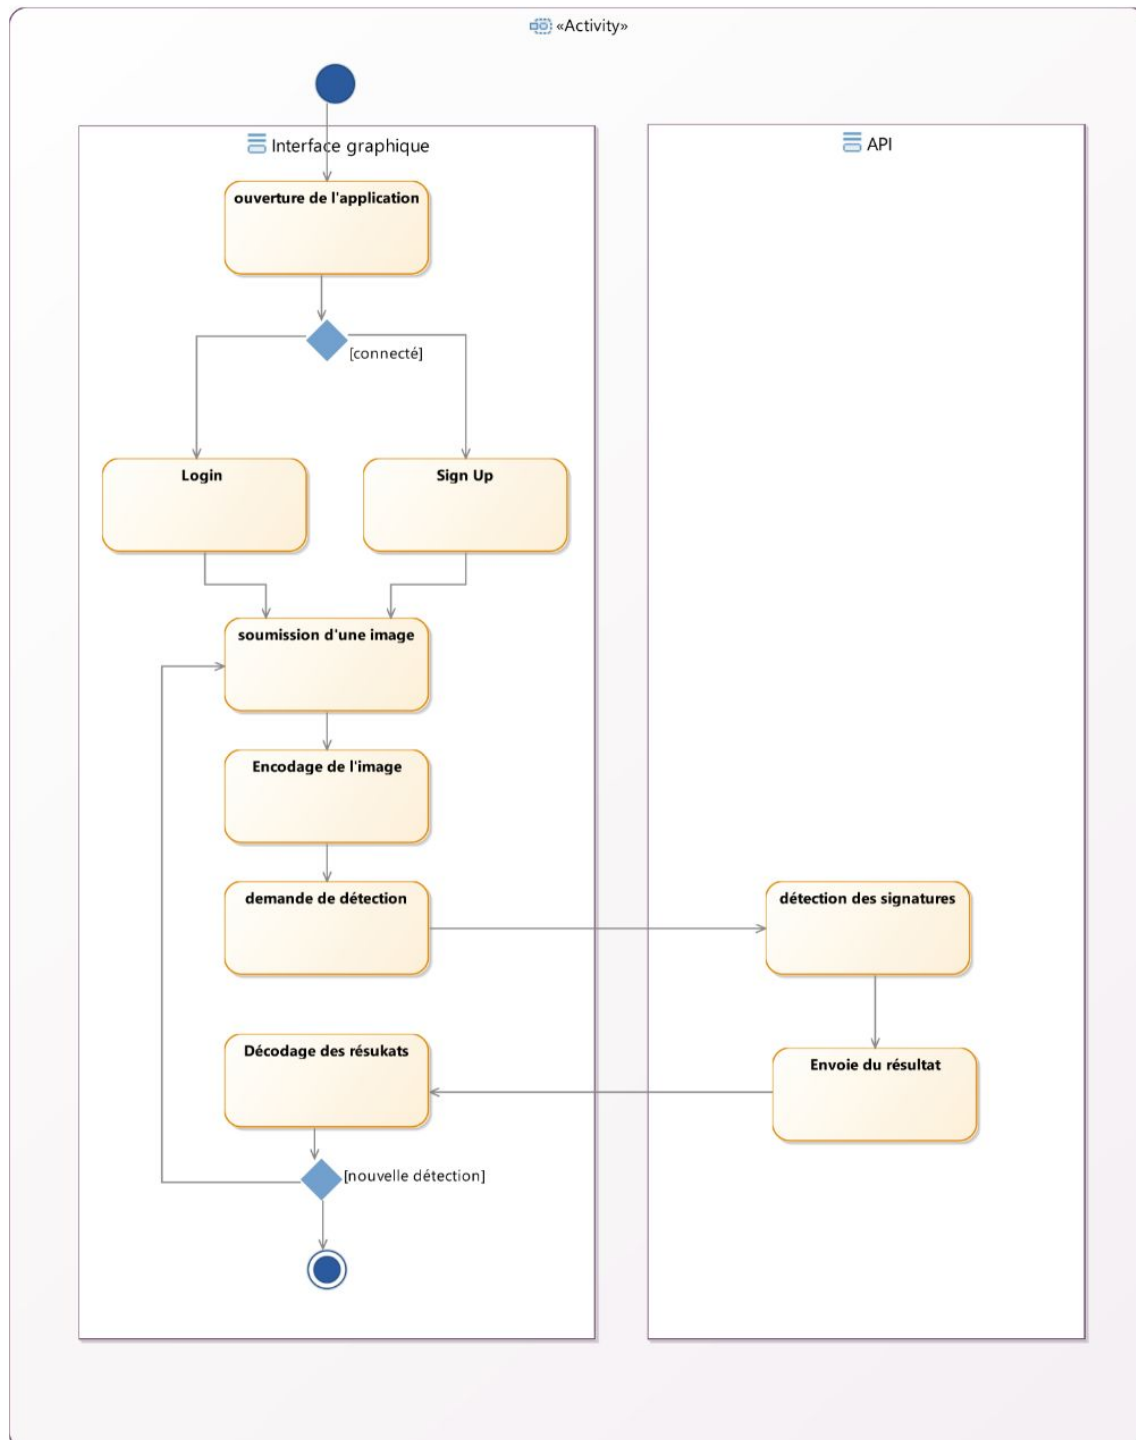 «Activity»
Interface graphique
API
ouverture de l'application
[connecté]
Login
Sign Up
soumission d'une image
Encodage de l'image
demande de détection
détection des signatures
Décodage des résukats
Envoie du résultat
[nouvelle détection]